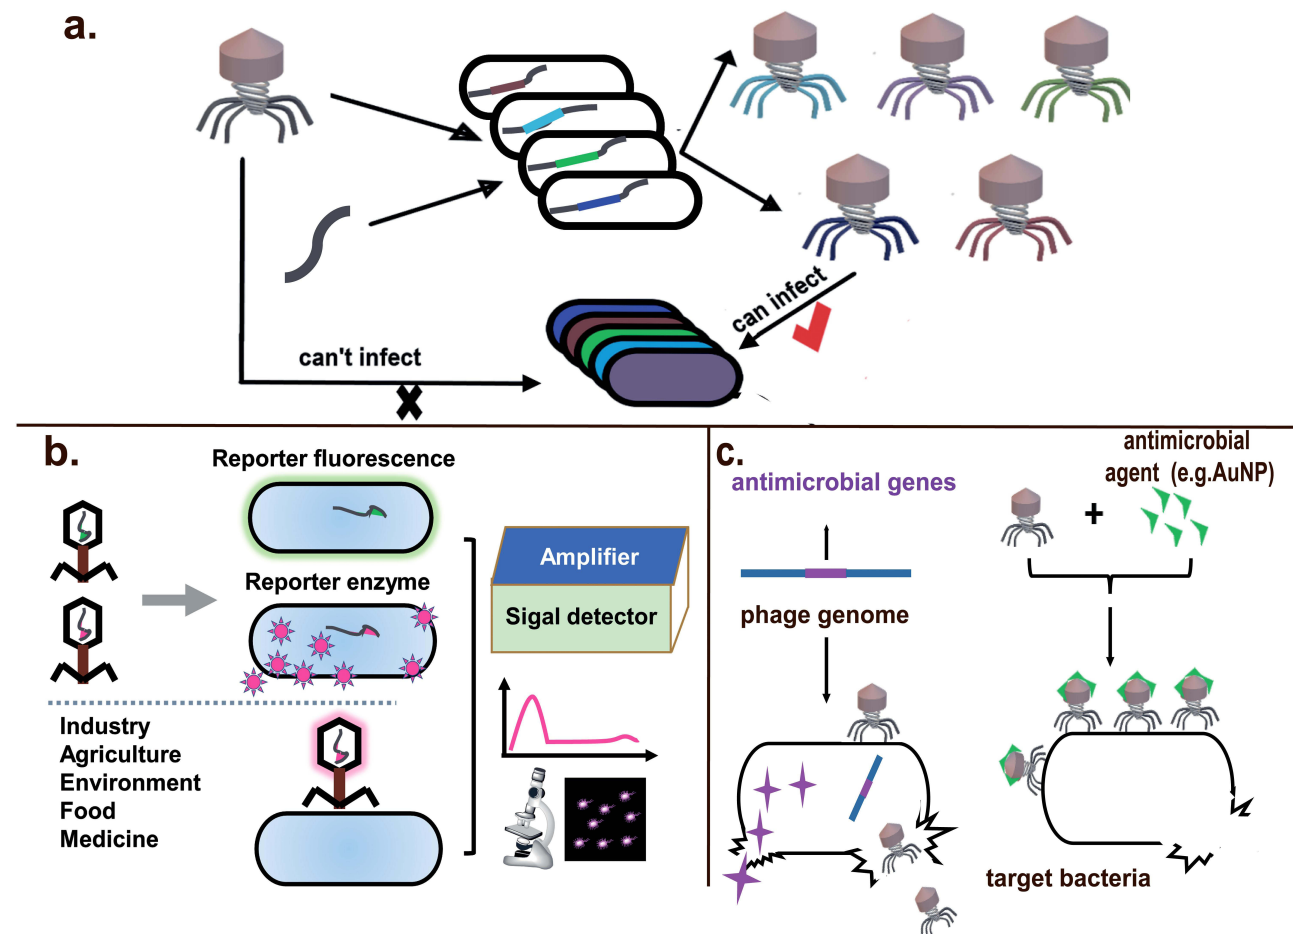 a.
can infect
can't infect
b.
Reporter fluorescence
Reporter enzyme
Amplifier
Sigal detector
Industry
Agriculture
Environment
Food
Medicine
c.
antimicrobial genes
phage genome
antimicrobial
agent (e.g.AuNP)
+
target bacteria